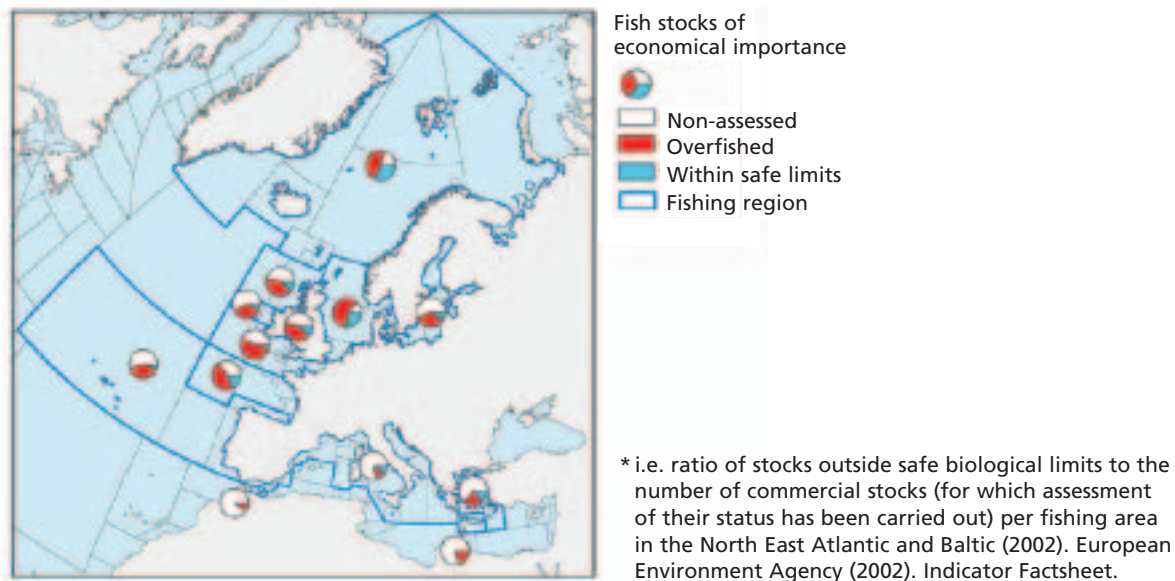 Fish stocks of
economical importance
Non-assessed
Overfished
Within safe limits
Fishing region
* i.e. ratio of stocks outside safe biological limits to the
number of commercial stocks (for which assessment
of their status has been carried out) per fishing area
in the North East Atlantic and Baltic (2002). European
Environment Agency (2002). Indicator Factsheet.